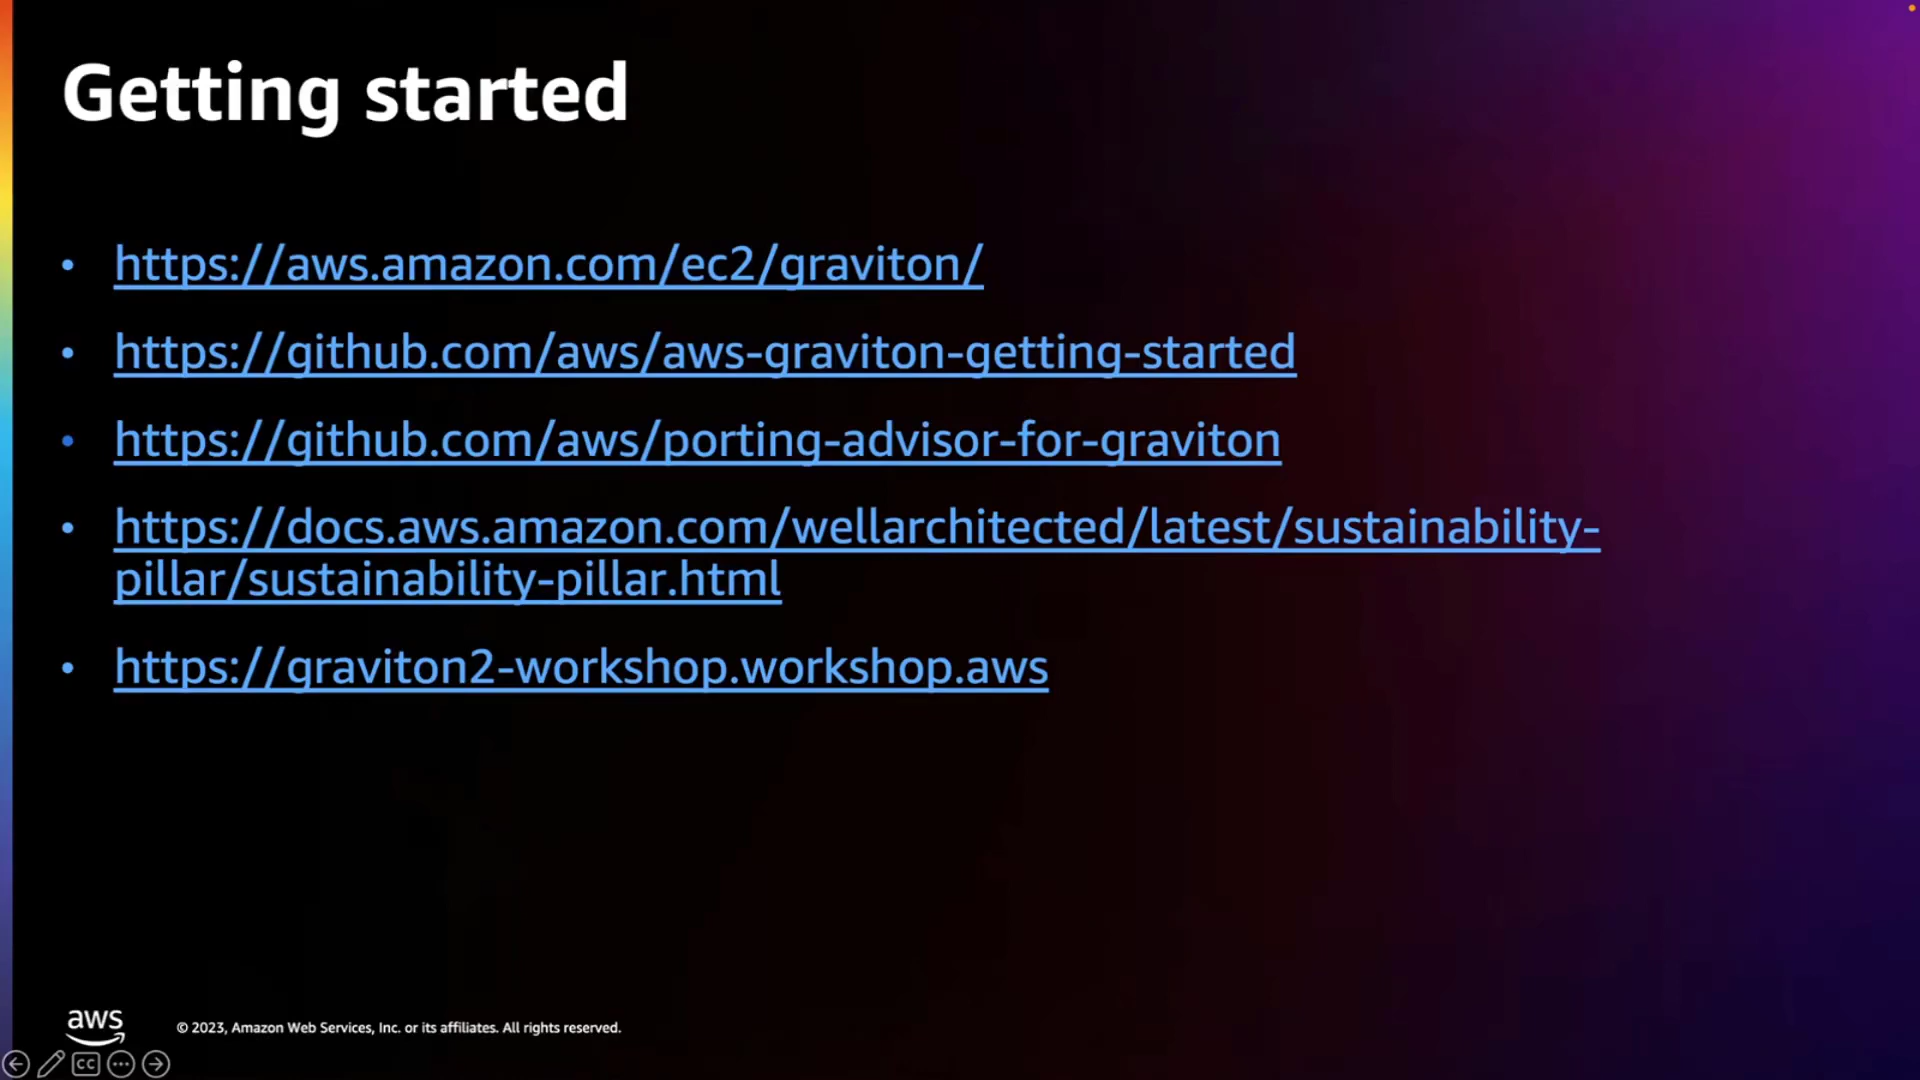 Getting started
• https://aws.amazon.com/ec2/graviton/
• https://github.com/aws/aws-graviton-getting-started
• https://github.com/aws/porting-advisor-for-graviton
• https://docs.aws.amazon.com/wellarchitected/latest/sustainability-
pillar/sustainability-pillar.html
• https://graviton2-workshop.workshop.aws
aws
© 2023, Amazon Web Services, Inc. or its affiliates. All rights reserved.
CC